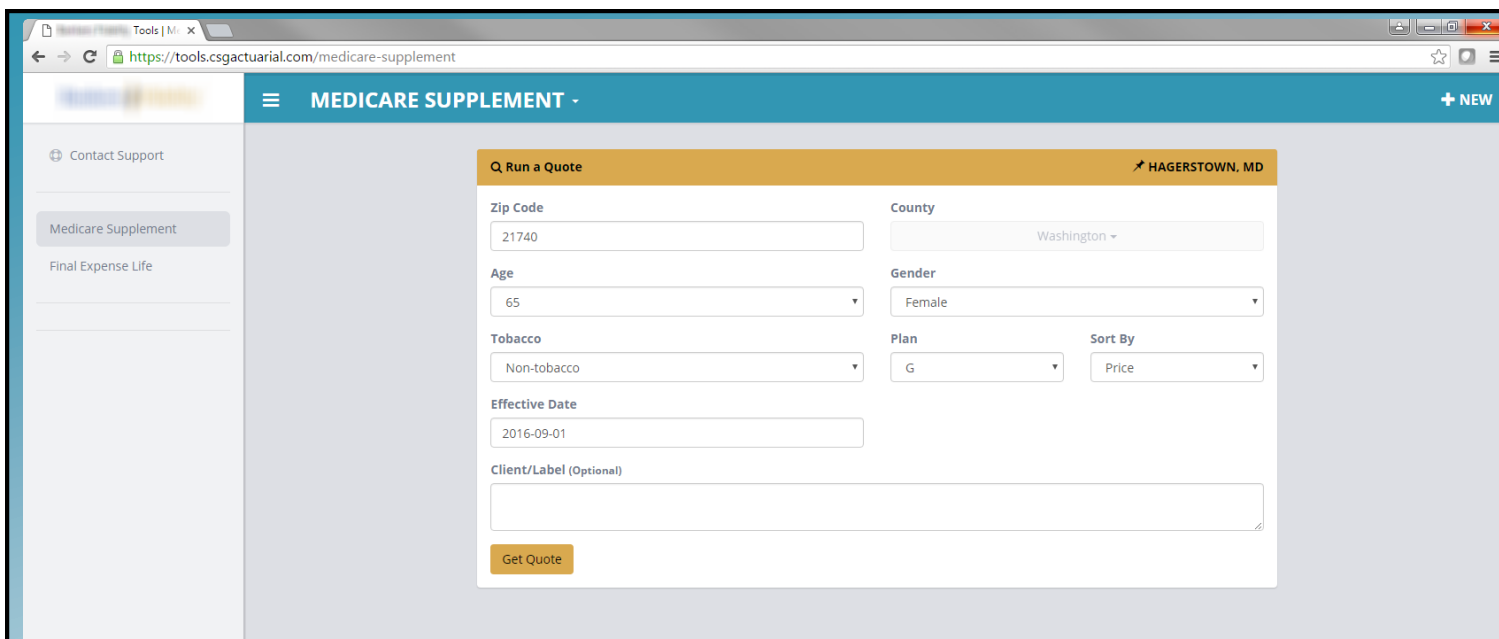 Tools | M
https://tools.csgactuarial.com/medicare-supplement
MEDICARE SUPPLEMENT
NEW
Contact Support
Medicare Supplement
Final Expense Life
Run a Quote
HAGERSTOWN, MD
Zip Code
County
21740
Washington
Age
Gender
65
Female
Tobacco
Plan
Sort By
Non-tobacco
G
Price
Effective Date
2016-09-01
Client/Label (Optional)
Get Quote